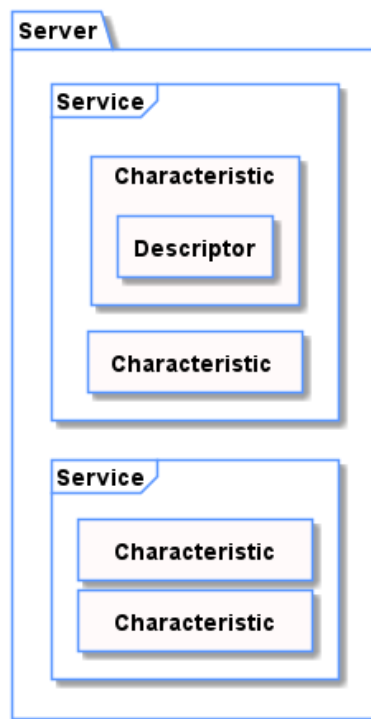 Server
Service
Characteristic
Descriptor
Characteristic
Service
Characteristic
Characteristic